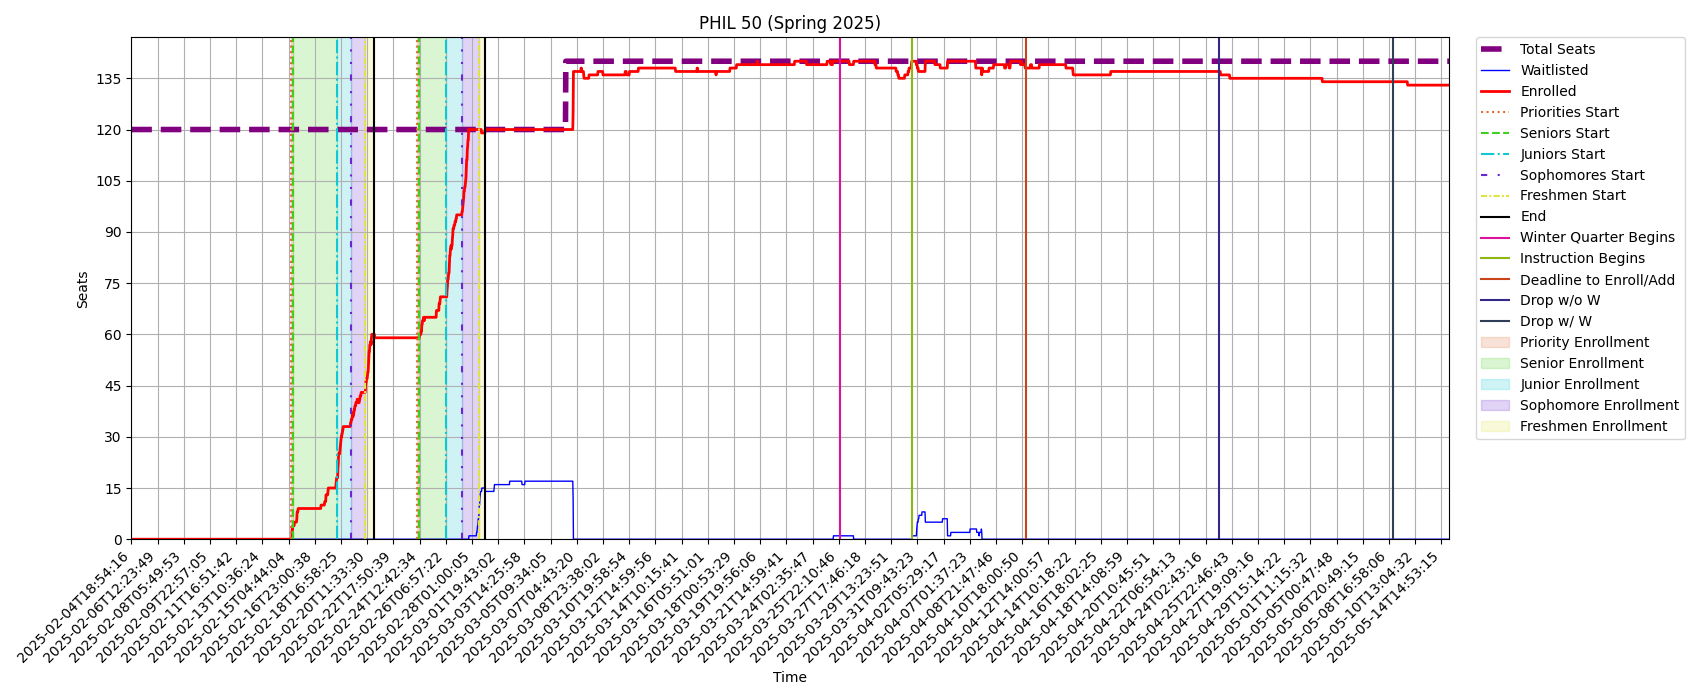 PHIL 50 (Spring 2025)
Seats
135
120
105
90
75
60
45
30
15
0
2025-02-04T18:54:16
2025-02-06T12:23:49
2025-02-08T05:49:53
2025-02-09T22:57:05
2025-02-11T16:51:42
2025-02-13T10:36:24
2025-02-15T04:44:04
2025-02-16T23:00:38
2025-02-18T16:58:25
2025-02-20T11:33:30
2025-02-22T17:50:39
2025-02-24T12:42:34
2025-02-26T06:57:22
2025-02-28T01:00:05
2025-03-01T19:43:02
2025-03-03T14:25:58
2025-03-05T09:34:05
2025-03-07T04:43:20
2025-03-08T23:38:02
2025-03-10T19:58:54
2025-03-12T14:59:56
2025-03-14T10:15:41
2025-03-16T05:51:01
2025-03-18T00:53:29
2025-03-19T19:56:06
2025-03-21T14:59:41
2025-03-24T02:35:47
2025-03-25T22:10:46
2025-03-27T17:46:18
2025-03-29T13:23:51
2025-03-31T09:43:23
2025-04-02T05:29:17
2025-04-07T01:37:23
2025-04-08T21:47:46
2025-04-10T18:00:50
2025-04-12T14:00:57
2025-04-14T10:18:22
2025-04-16T18:02:25
2025-04-18T14:08:59
2025-04-20T10:45:51
2025-04-22T06:54:13
2025-04-24T02:43:16
2025-04-25T22:46:43
2025-04-27T19:09:16
2025-04-29T15:14:22
2025-05-01T11:15:32
2025-05-05T00:47:48
2025-05-06T20:49:15
2025-05-08T16:58:06
2025-05-10T13:04:32
2025-05-14T14:53:15
Time
Total Seats
Waitlisted
Enrolled
Priorities Start
Seniors Start
Juniors Start
Sophomores Start
Freshmen Start
End
Winter Quarter Begins
Instruction Begins
Deadline to Enroll/Add
Drop w/o W
Drop w/ W
Priority Enrollment
Senior Enrollment
Junior Enrollment
Sophomore Enrollment
Freshmen Enrollment